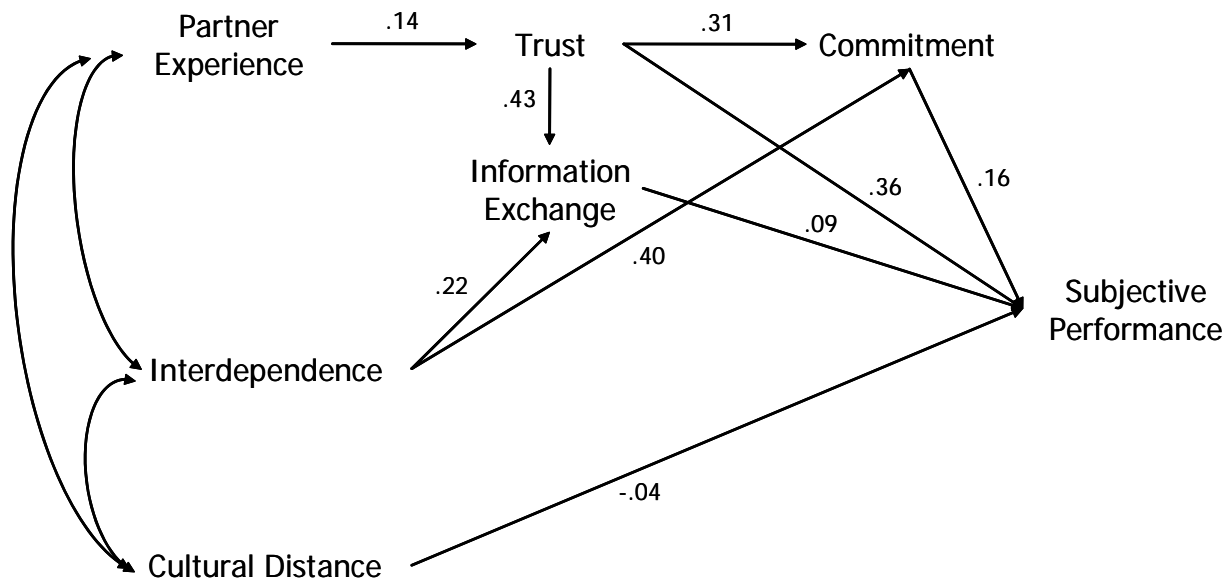 Partner
Experience
.14
Trust
.31
Commitment
.43
Information
Exchange
.36
.16
.09
.40
.22
Subjective
Performance
Interdependence
-.04
Cultural Distance